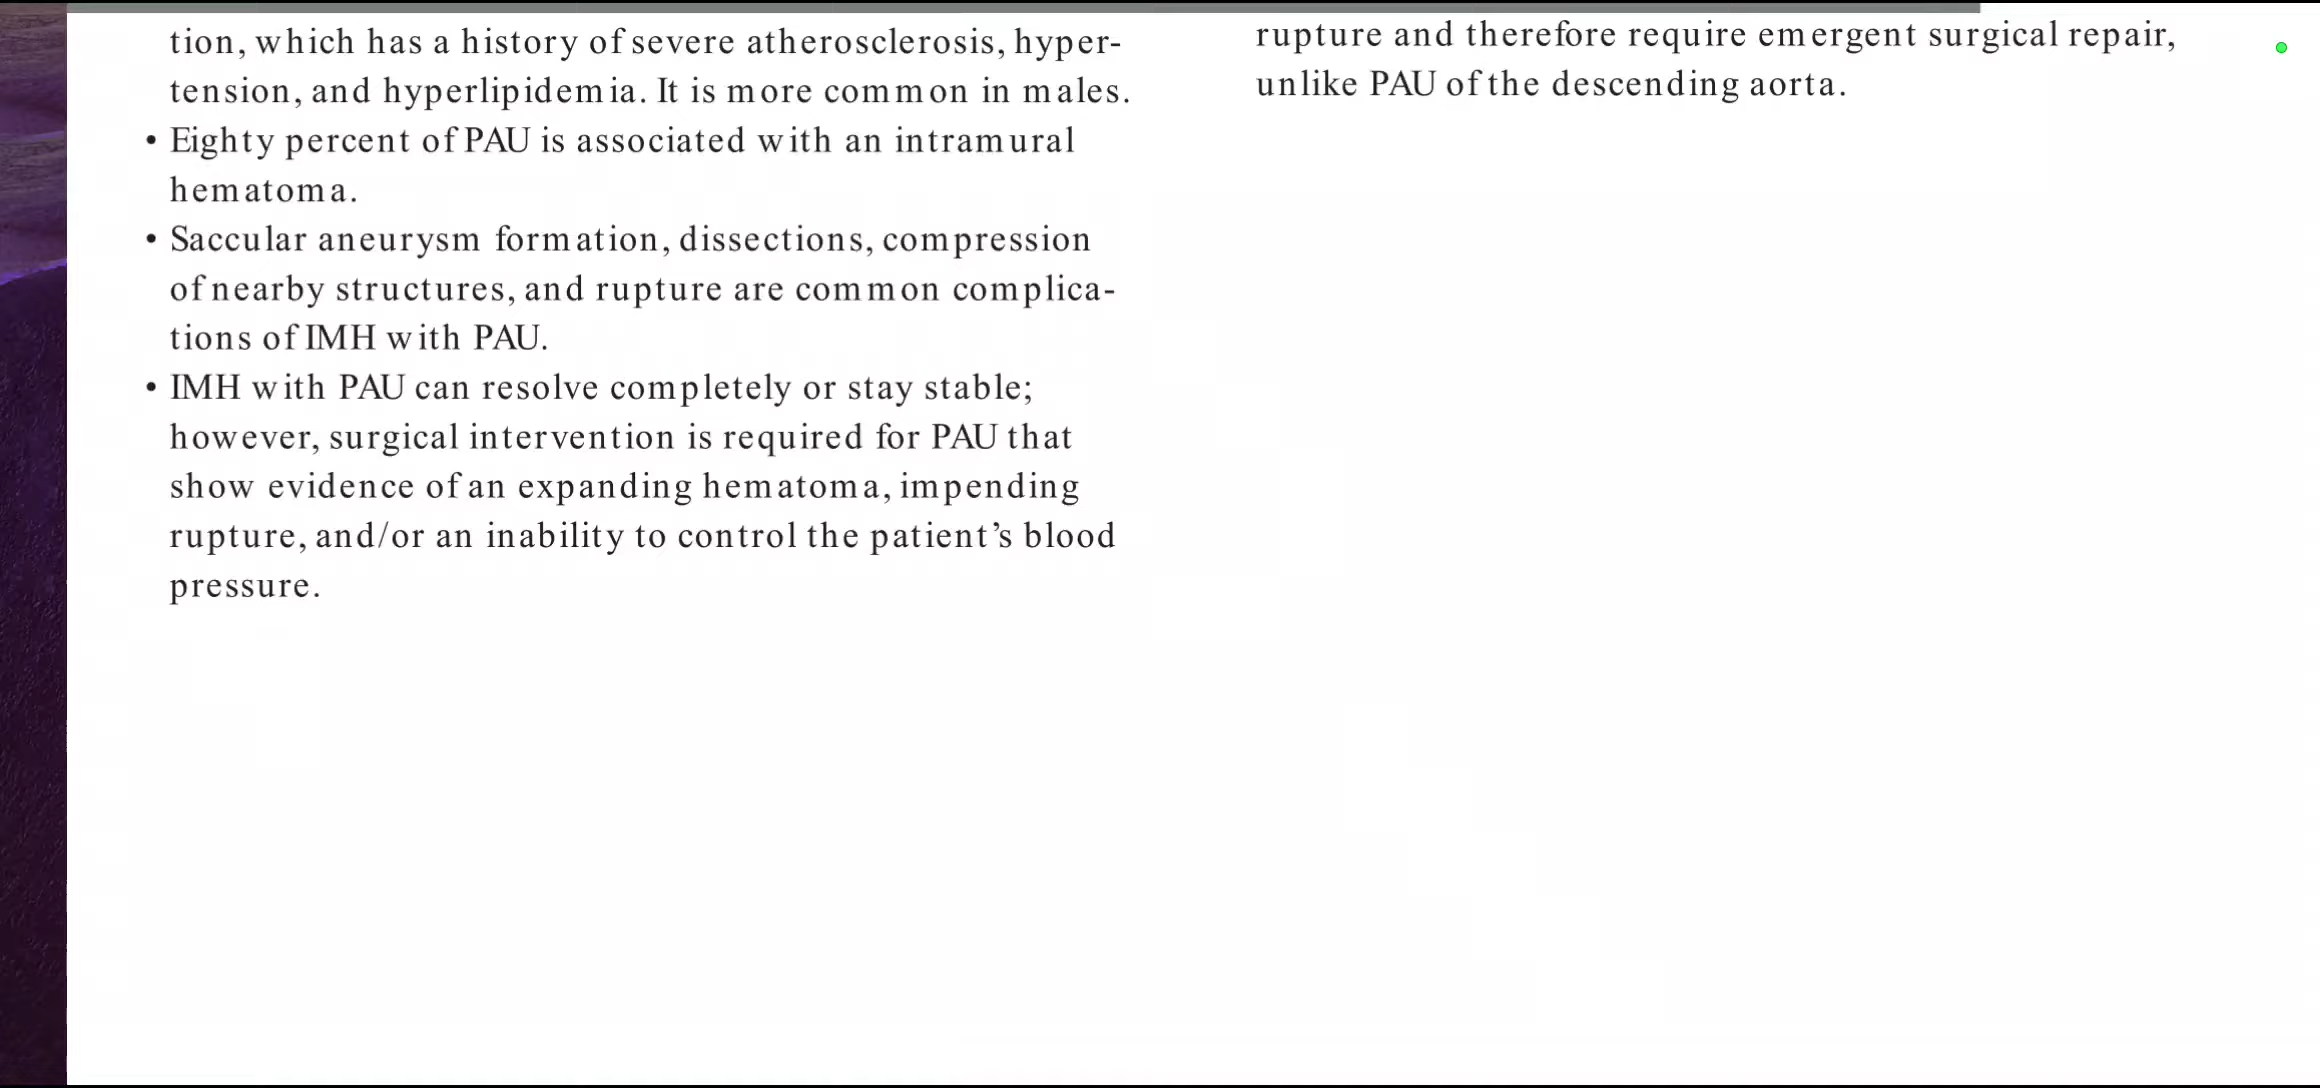 tion, which has a history of severe atherosclerosis, hyper-
tension, and hyperlipidemia. It is more common in males.
• Eighty percent of PAU is associated with an intramural
hematoma.
• Saccular aneurysm formation, dissections, compression
of nearby structures, and rupture are common complica-
tions of IMH with PAU.
• IMH with PAU can resolve completely or stay stable;
however, surgical intervention is required for PAU that
show evidence of an expanding hematoma, impending
rupture, and/or an inability to control the patient's blood
pressure.
rupture and therefore require emergent surgical repair,
unlike PAU of the descending aorta.